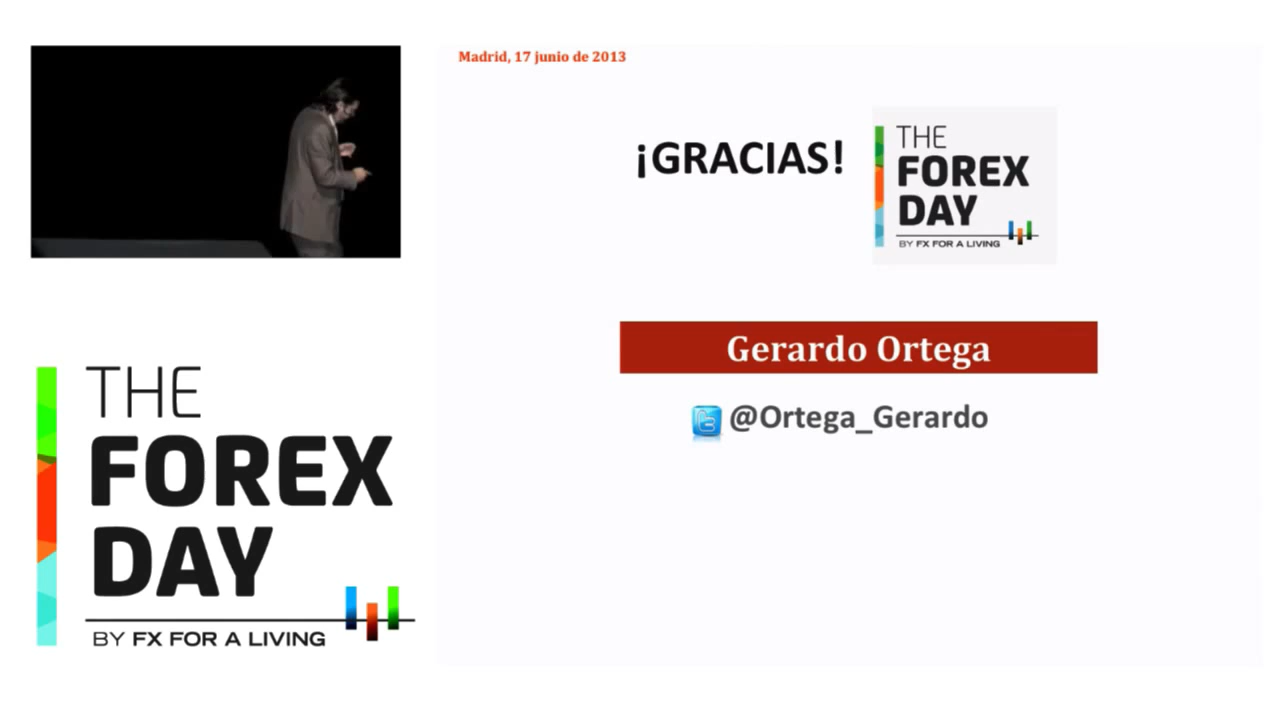 Madrid, 17 junio de 2013
¡GRACIAS!
THE
FOREX
DAY
BY FX FOR A LIVING
Gerardo Ortega
@Ortega_Gerardo
THE
FOREX
DAY
BY FX FOR A LIVING